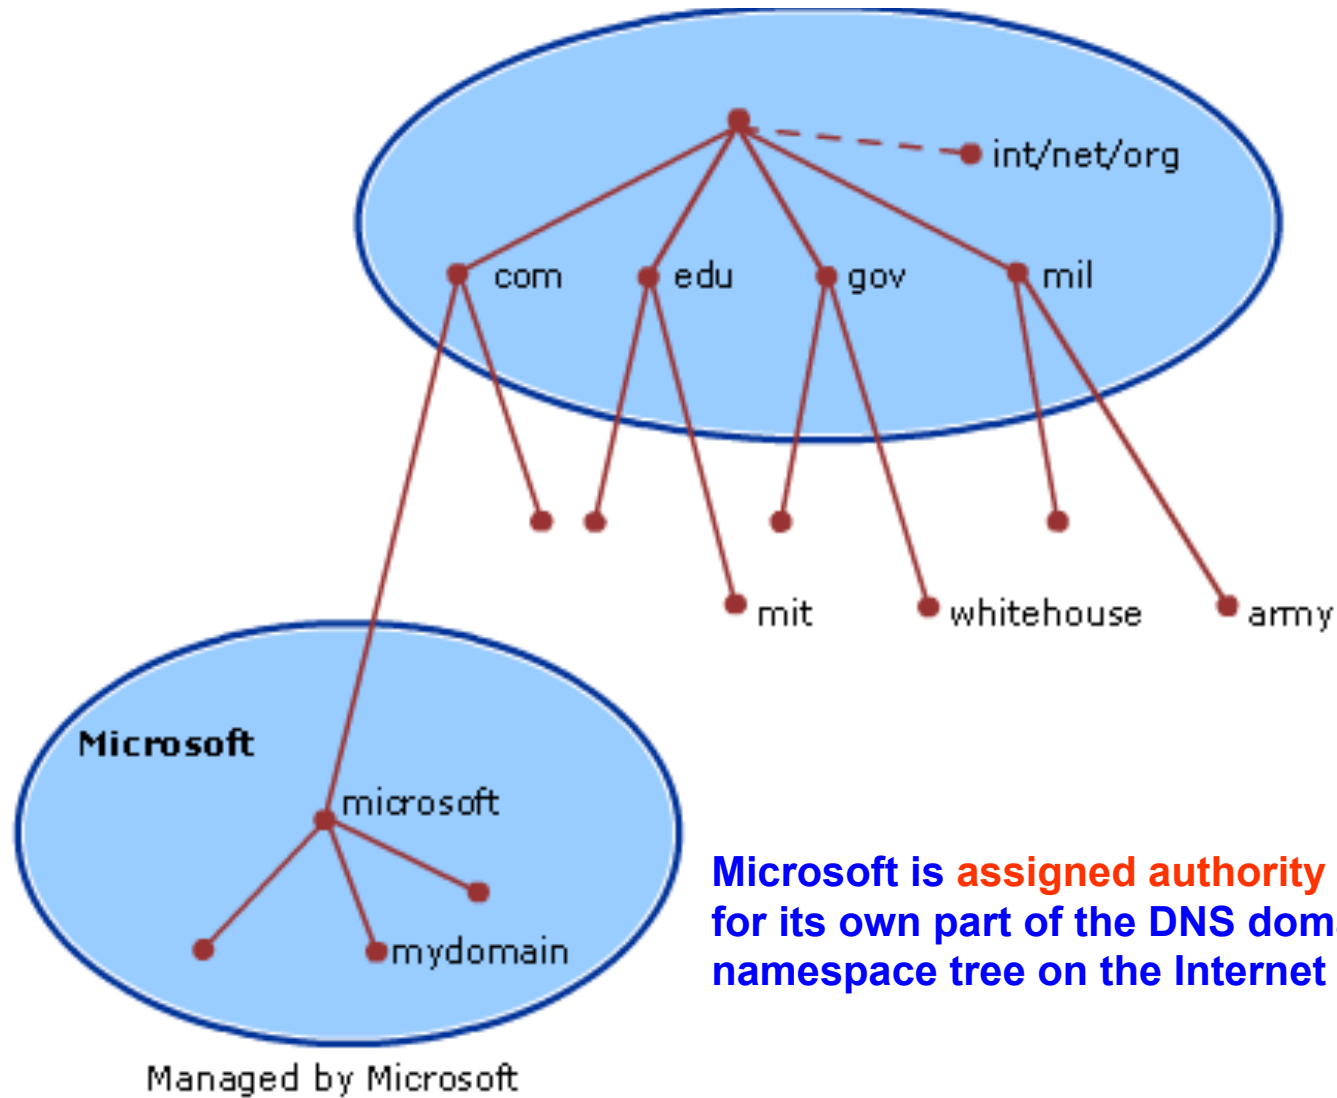 int/net/org
com
edu
gov
mil
mit
whitehouse
army
Microsoft
microsoft
mydomain
Microsoft is assigned authority
for its own part of the DNS
namespace tree on the Internet
Managed by Microsoft